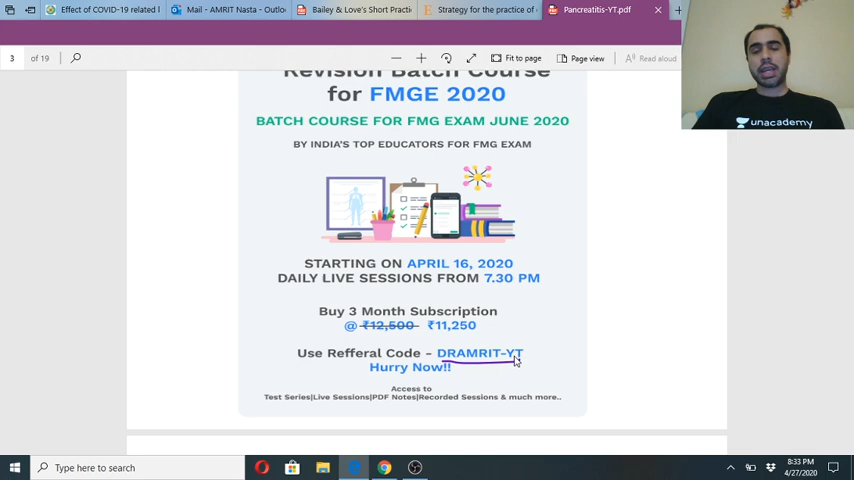 Effect of COVID-19 related l
Mail - AMRIT Nasta - Outlo
Bailey & Love's Short Practi
Strategy for the practice of
Pancreatitis-YT.pdf
3 of 19
Fit to page
Page view
Read aloud
unacademy
Revision Batch Course
for FMGE 2020
BATCH COURSE FOR FMG EXAM JUNE 2020
BY INDIA'S TOP EDUCATORS FOR FMG EXAM
STARTING ON APRIL 16, 2020
DAILY LIVE SESSIONS FROM 7.30 PM
Buy 3 Month Subscription
@ ₹12,500 ₹11,250
Use Refferal Code - DRAMRIT-YT
Hurry Now!!
Access to
Test Series|Live Sessions|PDF Notes|Recorded Sessions & much more..
Type here to search
8:33 PM
4/27/2020